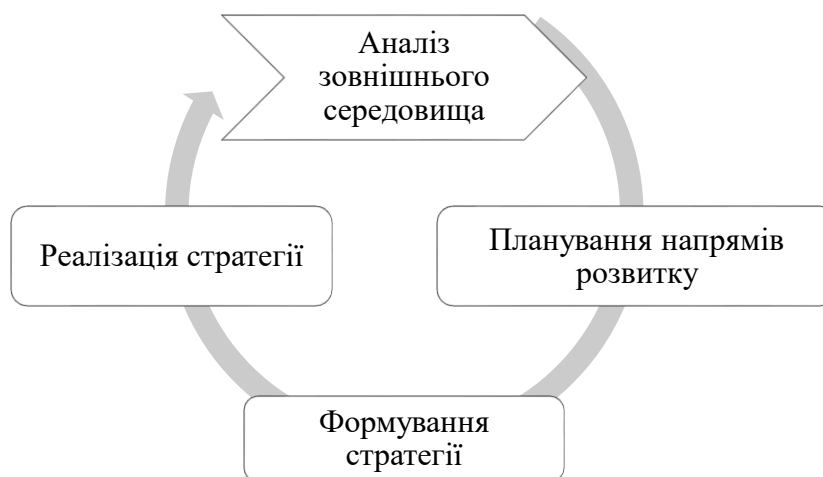 Аналіз
зовнішнього
середовища
Планування напрямів
розвитку
Формування
стратегії
Реалізація стратегії